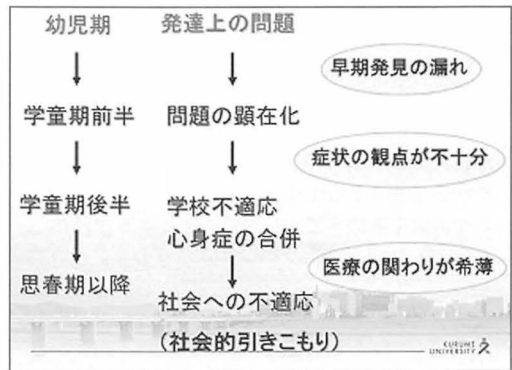 幼児期 発達上の問題
早期発見の漏れ
学童期前半 問題の顕在化
症状の観点が不十分
学童期後半 学校不適応
心身症の合併
医療の関わりが希薄
思春期以降 社会への不適応
(社会的引きこもり)
KURUME
UNIVERSITY